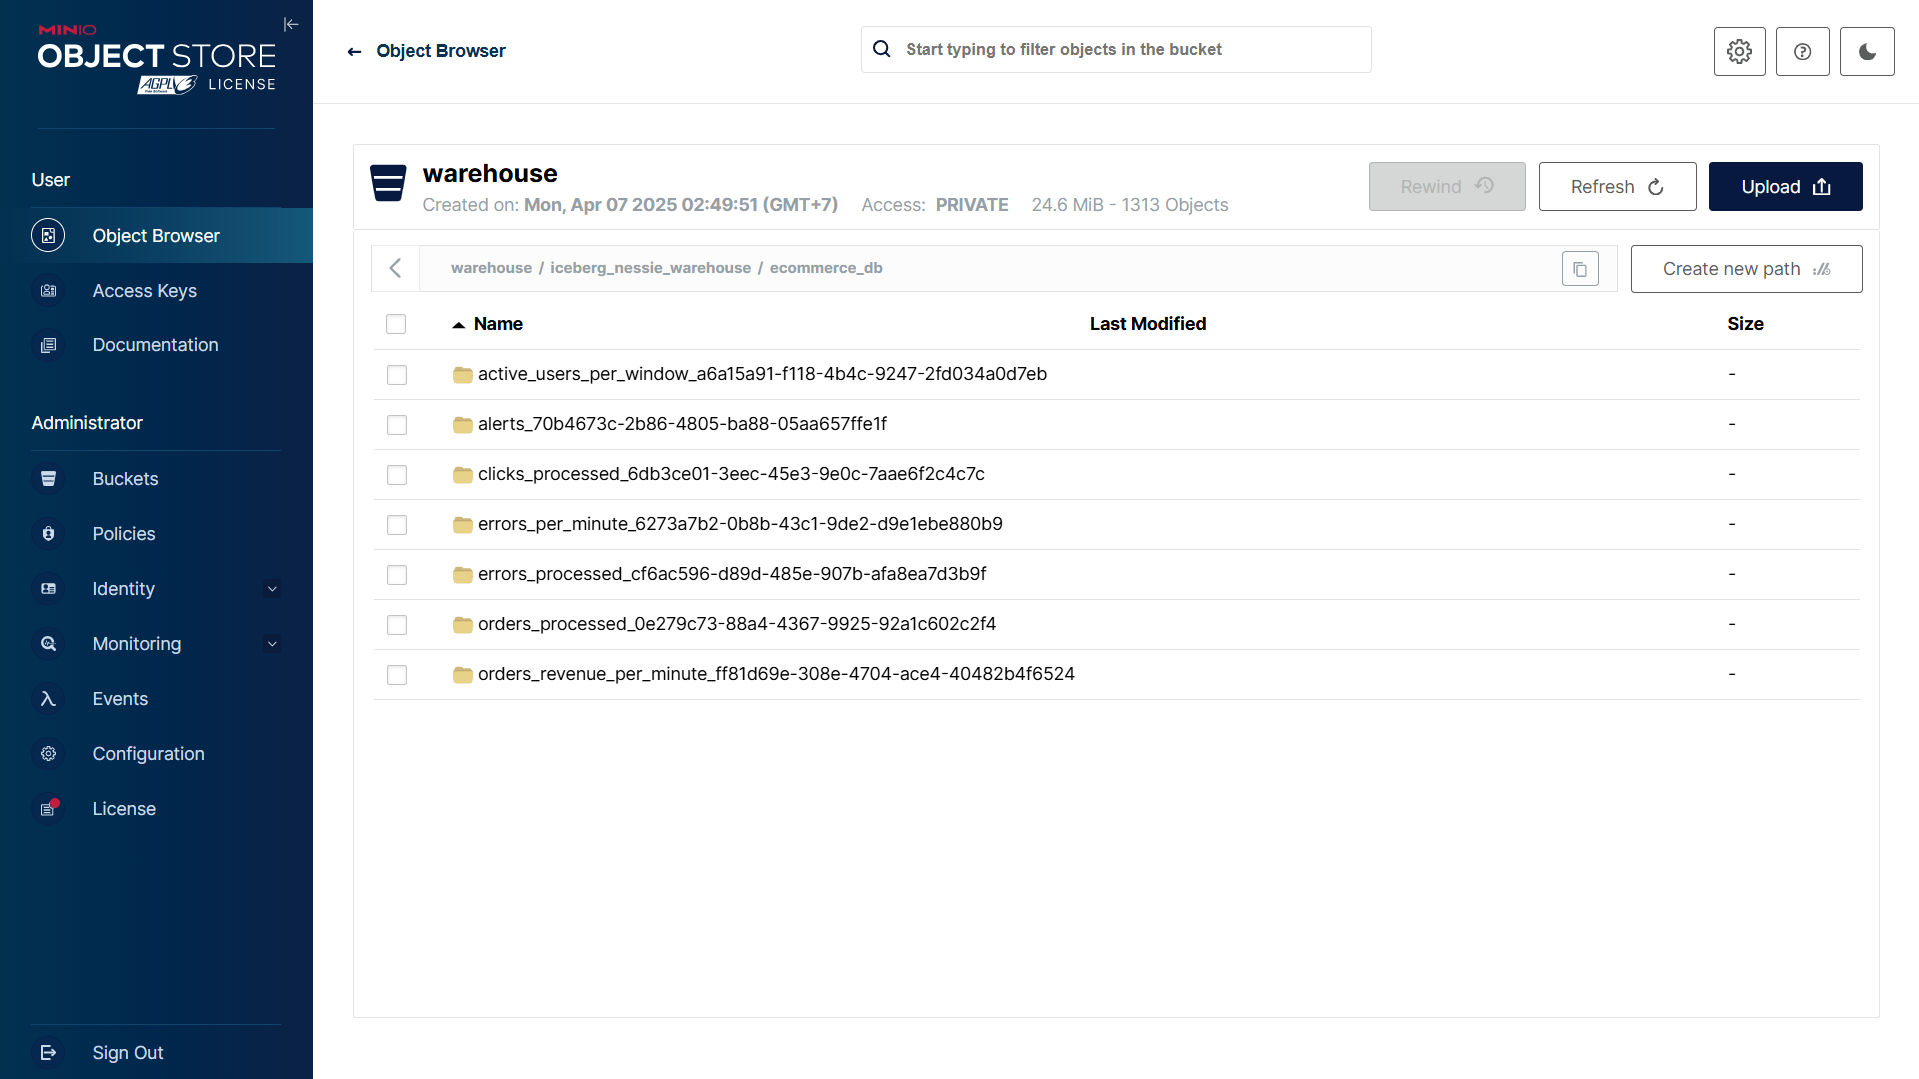 MINIO
OBJECT STORE
AGPLv3 LICENSE
User
Object Browser
Access Keys
Documentation
Administrator
Buckets
Policies
Identity
Monitoring
Events
Configuration
License
Sign Out
Object Browser
Start typing to filter objects in the bucket
warehouse
Created on: Mon, Apr 07 2025 02:49:51 (GMT+7) Access: PRIVATE 24.6 MiB - 1313 Objects
Rewind
Refresh
Upload
warehouse / iceberg_nessie_warehouse / ecommerce_db
Create new path
Name Last Modified Size
active_users_per_window_a6a15a91-f118-4b4c-9247-2fd034a0d7eb -
alerts_70b4673c-2b86-4805-ba88-05aa657ffe1f -
clicks_processed_6db3ce01-3eec-45e3-9e0c-7aae6f2c4c7c -
errors_per_minute_6273a7b2-0b8b-43c1-9de2-d9e1ebe880b9 -
errors_processed_cf6ac596-d89d-485e-907b-afa8ea7d3b9f -
orders_processed_0e279c73-88a4-4367-9925-92a1c602c2f4 -
orders_revenue_per_minute_ff81d69e-308e-4704-ace4-40482b4f6524 -